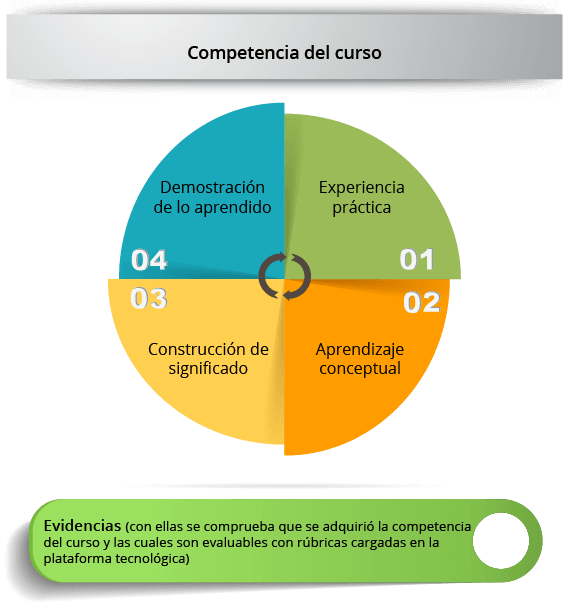 Competencia del curso
Demostración
de lo aprendido
04
Experiencia
práctica
01
03
Construcción de
significado
02
Aprendizaje
conceptual
Evidencias (con ellas se comprueba que se adquirió la competencia
del curso y las cuales son evaluables con rúbricas cargadas en la
plataforma tecnológica)